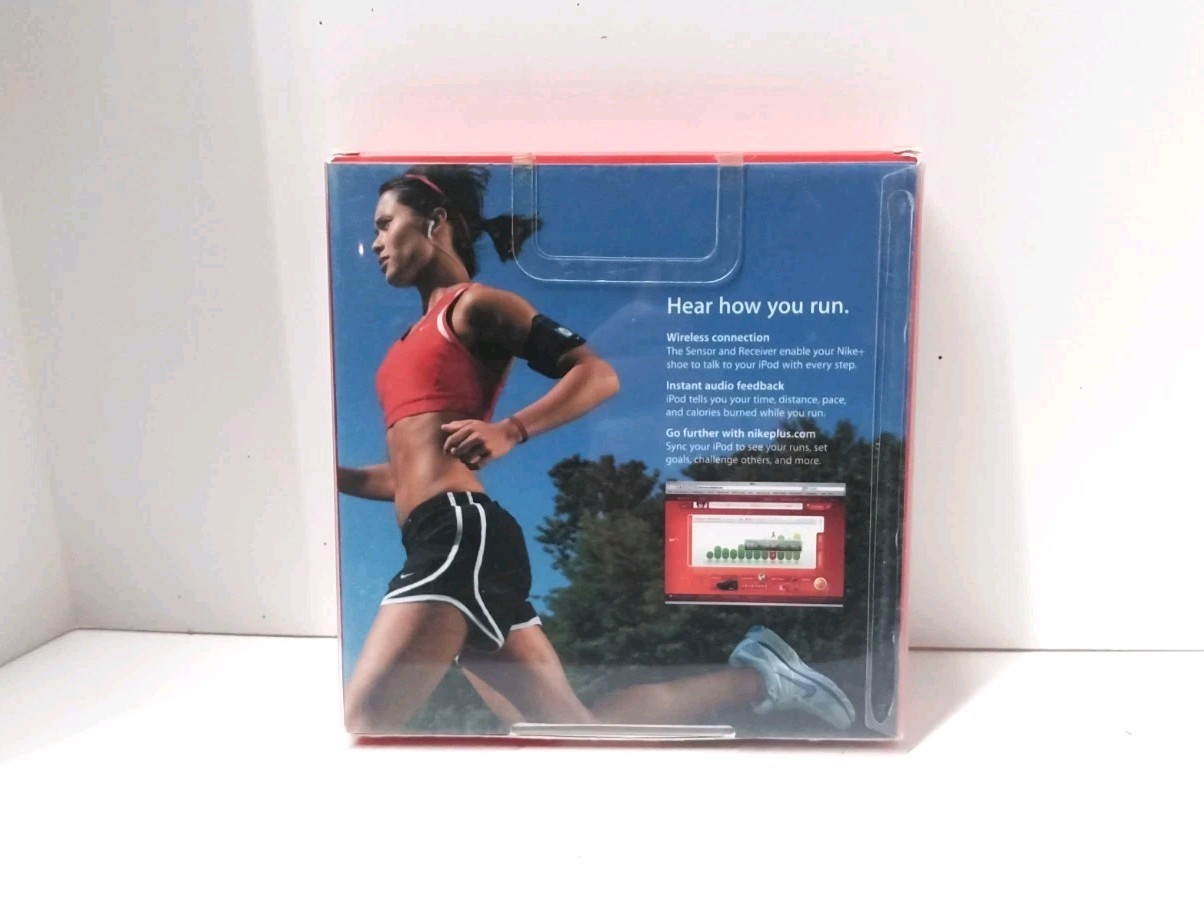 Hear how you run.
Wireless connection
The Sensor and Receiver enable your Nike+
shoe to talk to your iPod with every step.
Instant audio feedback
iPod tells you your time, distance, pace,
and calories burned while you run.
Go further with nikeplus.com
Sync your iPod to see your runs, set
goals, challenge others, and more.